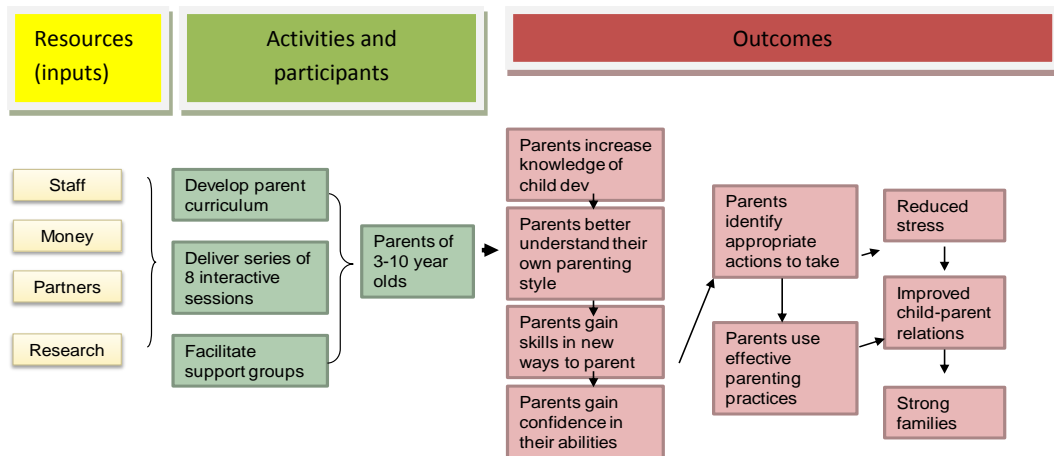 Resources
(inputs)
Activities and
participants
Outcomes
Staff
Money
Partners
Research
Develop parent
curriculum
Deliver series of
8 interactive
sessions
Facilitate
support groups
Parents of
3-10 year
olds
Parents increase
knowledge of
child dev
Parents better
understand their
own parenting
style
Parents gain
skills in new
ways to parent
Parents gain
confidence in
their abilities
Parents
identify
appropriate
actions to take
Parents use
effective
parenting
practices
Reduced
stress
Improved
child-parent
relations
Strong
families